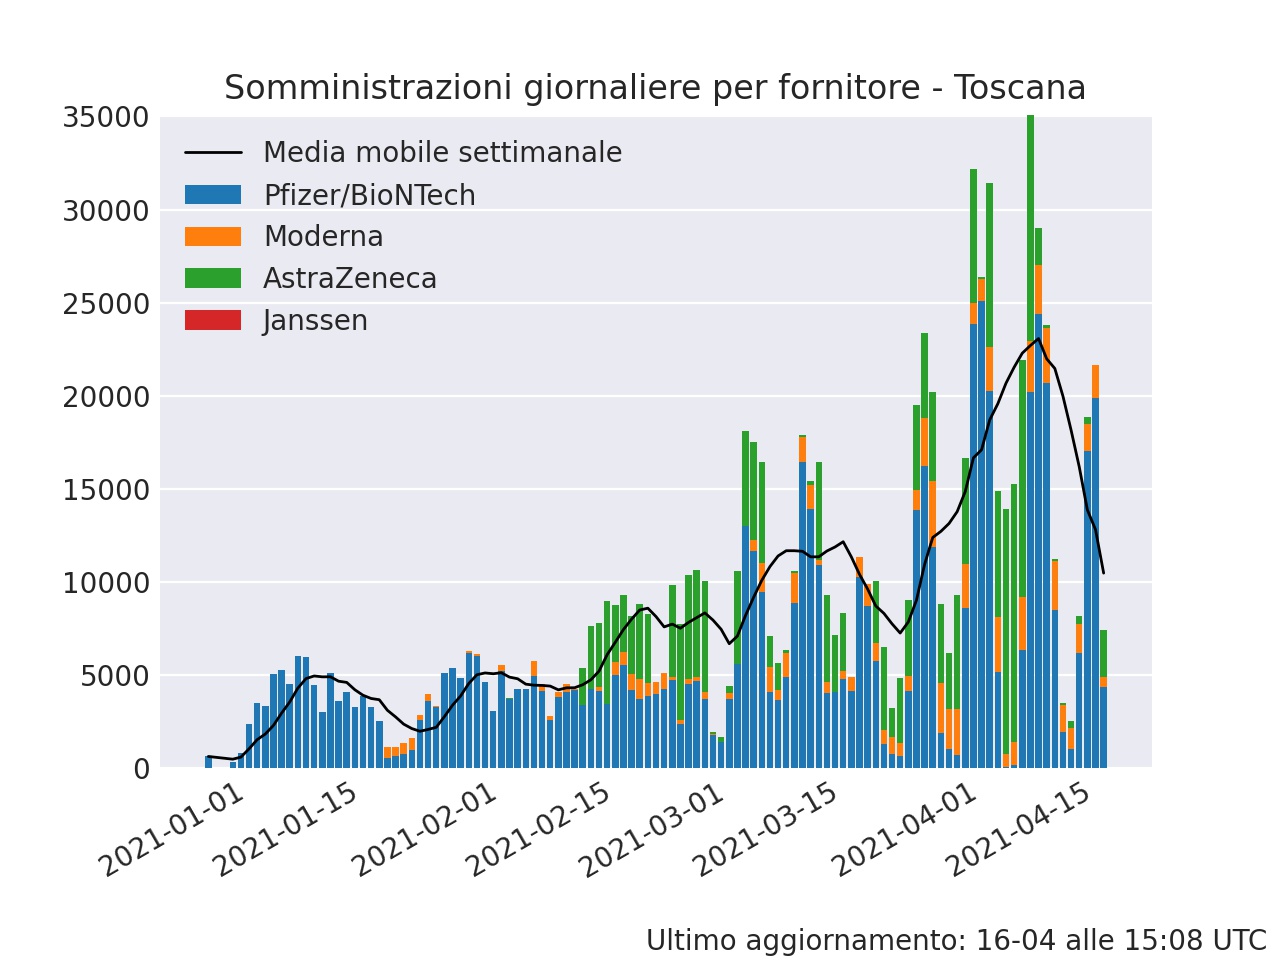 Somministrazioni giornaliere per fornitore - Toscana
35000
30000
25000
20000
15000
10000
5000
0
Media mobile settimanale
Pfizer/BioNTech
Moderna
AstraZeneca
Janssen
2021-01-01
2021-01-15
2021-02-01
2021-02-15
2021-03-01
2021-03-15
2021-04-01
2021-04-15
Ultimo aggiornamento: 16-04 alle 15:08 UTC